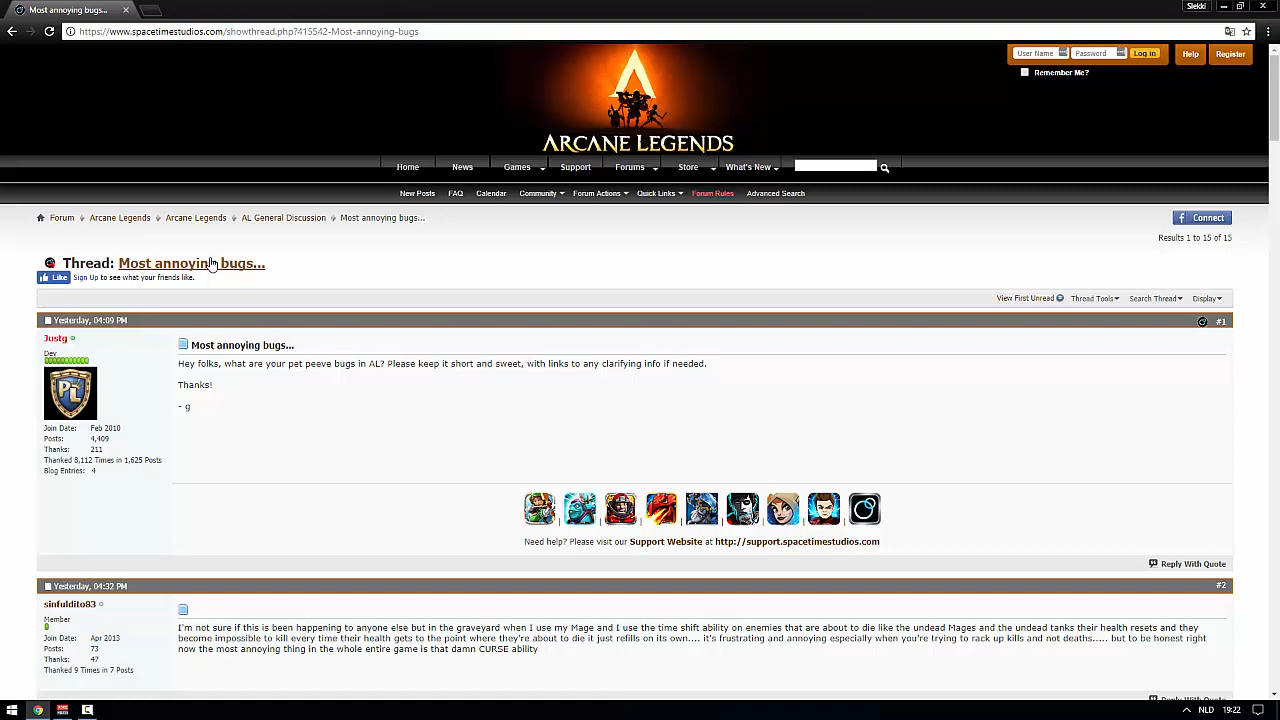 Most annoying bugs...
Slekki
https://www.spacetimestudios.com/showthread.php?415542-Most-annoying-bugs
User Name
Password
Log in
Help
Register
Remember Me?
ARCANE LEGENDS
Home
News
Games
Support
Forums
Store
What's New
New Posts
FAQ
Calendar
Community
Forum Actions
Quick Links
Forum Rules
Advanced Search
Forum
Arcane Legends
Arcane Legends
AL General Discussion
Most annoying bugs...
Connect
Results 1 to 15 of 15
Thread: Most annoying bugs...
Like
Sign Up to see what your friends like.
View First Unread
Thread Tools
Search Thread
Display
Yesterday, 04:09 PM
#1
Justg
Dev
PL
Join Date: Feb 2010
Posts: 4,409
Thanks: 211
Thanked 8,112 Times in 1,625 Posts
Blog Entries: 4
Most annoying bugs...
Hey folks, what are your pet peeve bugs in AL? Please keep it short and sweet, with links to any clarifying info if needed.
Thanks!
- g
Need help? Please visit our Support Website at http://support.spacetimestudios.com
Reply With Quote
Yesterday, 04:32 PM
#2
sinfuldito83
Member
Join Date: Apr 2013
Posts: 73
Thanks: 47
Thanked 9 Times in 7 Posts
I'm not sure if this is been happening to anyone else but in the graveyard when I use my Mage and I use the time shift ability on enemies that are about to die like the undead Mages and the undead tanks their health resets and they
become impossible to kill every time their health gets to the point where they're about to die it just refills on its own.... it's frustrating and annoying especially when you're trying to rack up kills and not deaths..... but to be honest right
now the most annoying thing in the whole entire game is that damn CURSE ability
Reply With Quote
NLD
19:22